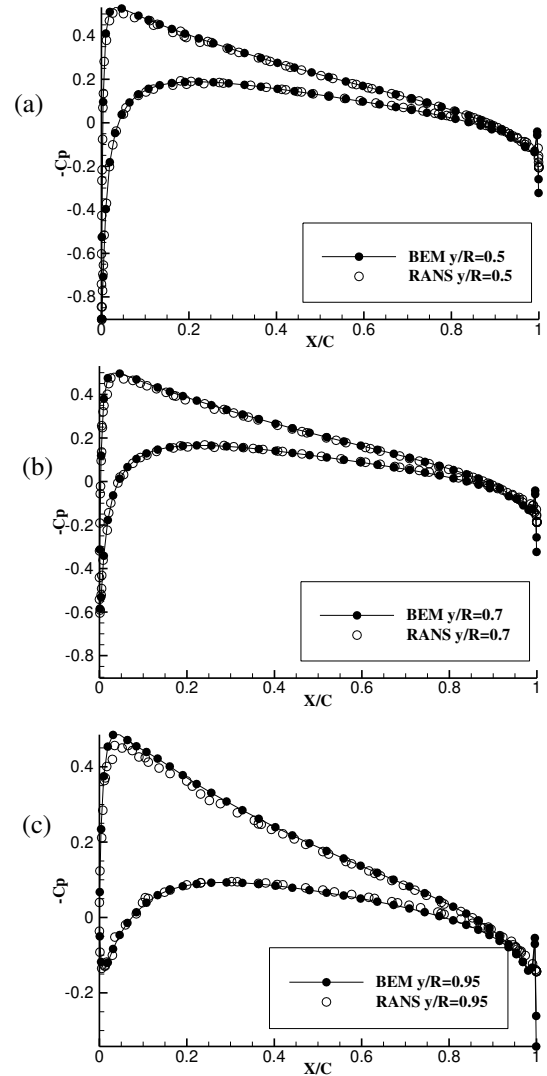 (a)
-Cp
0.4
0.2
0
-0.2
-0.4
-0.6
-0.8
0 0.2 0.4 0.6 0.8 1
X/C
BEM y/R=0.5
RANS y/R=0.5
(b)
-Cp
0.4
0.2
0
-0.2
-0.4
-0.6
-0.8
0 0.2 0.4 0.6 0.8 1
X/C
BEM y/R=0.7
RANS y/R=0.7
(c)
-Cp
0.4
0.2
0
-0.2
0 0.2 0.4 0.6 0.8 1
X/C
BEM y/R=0.95
RANS y/R=0.95